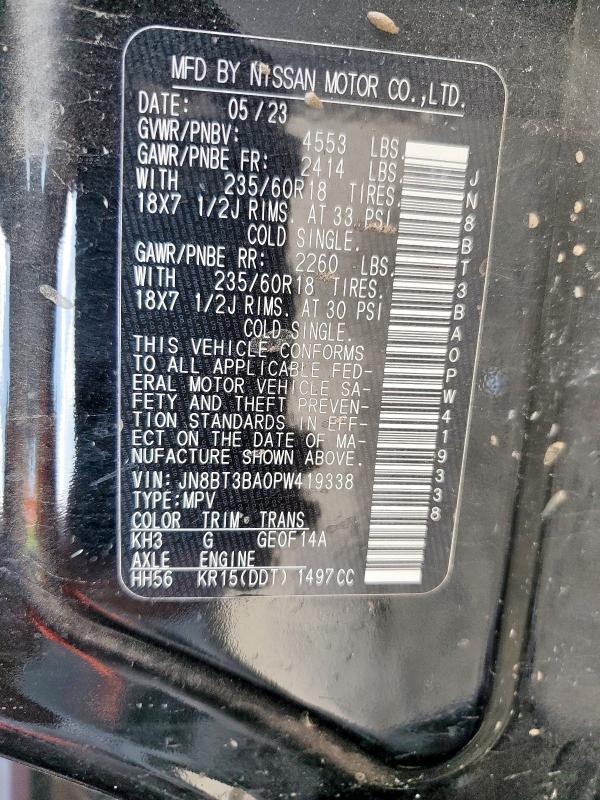 MFD BY NISSAN MOTOR CO.,LTD.
DATE: 05/23
GVWR/PNBV: 4553 LBS.
GAWR/PNBE FR: 2414 LBS.
WITH 235/60R18 TIRES.
18X7 1/2J RIMS. AT 33 PSI
COLD SINGLE.
GAWR/PNBE RR: 2260 LBS.
WITH 235/60R18 TIRES.
18X7 1/2J RIMS. AT 30 PSI
COLD SINGLE.
THIS VEHICLE CONFORMS
TO ALL APPLICABLE FED-
ERAL MOTOR VEHICLE SA-
FETY AND THEFT PREVEN-
TION STANDARDS IN EFF-
ECT ON THE DATE OF MA-
NUFACTURE SHOWN ABOVE.
VIN: JN8BT3BA0PW419338
TYPE:MPV
COLOR TRIM TRANS
KH3 G GE0F14A
AXLE ENGINE
HH56 KR15(DDT) 1497CC
JN8BT3BA0PW419338